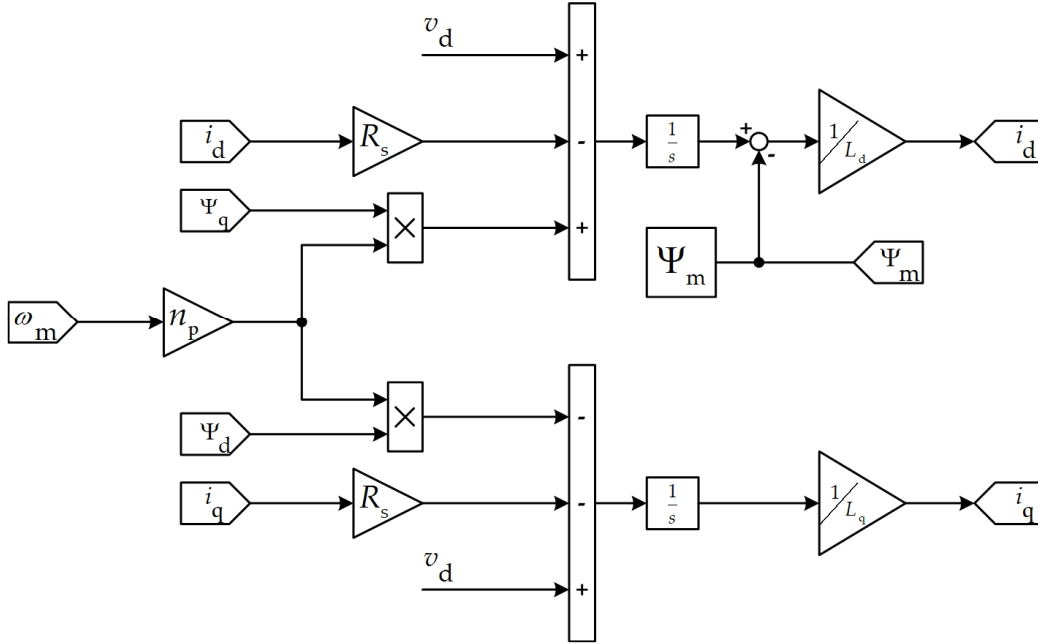 v_d
+
i_d R_s - 1/s + - 1/L_d i_d
Ψ_q × +
Ψ_m Ψ_m
ω_m n_p
× -
Ψ_d
i_q R_s - 1/s 1/L_q i_q
v_d
+